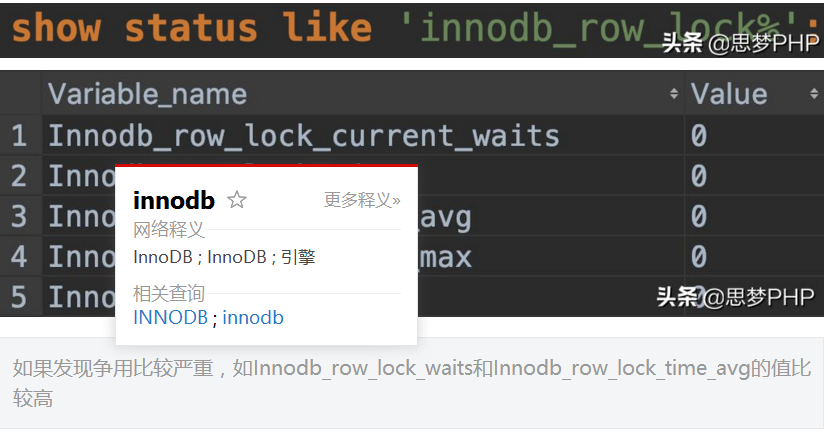 show status like 'innodb_row_lock%';
头条 @思梦PHP
Variable_name Value
1 Innodb_row_lock_current_waits 0
2 Inno 0
3 Inno _avg 0
4 Inno _max 0
5 Inno
头条 @思梦PHP
innodb ☆ 更多释义»
网络释义
InnoDB ; InnoDB ; 引擎
相关查询
INNODB ; innodb
如果发现争用比较严重，如Innodb_row_lock_waits和Innodb_row_lock_time_avg的值比
较高